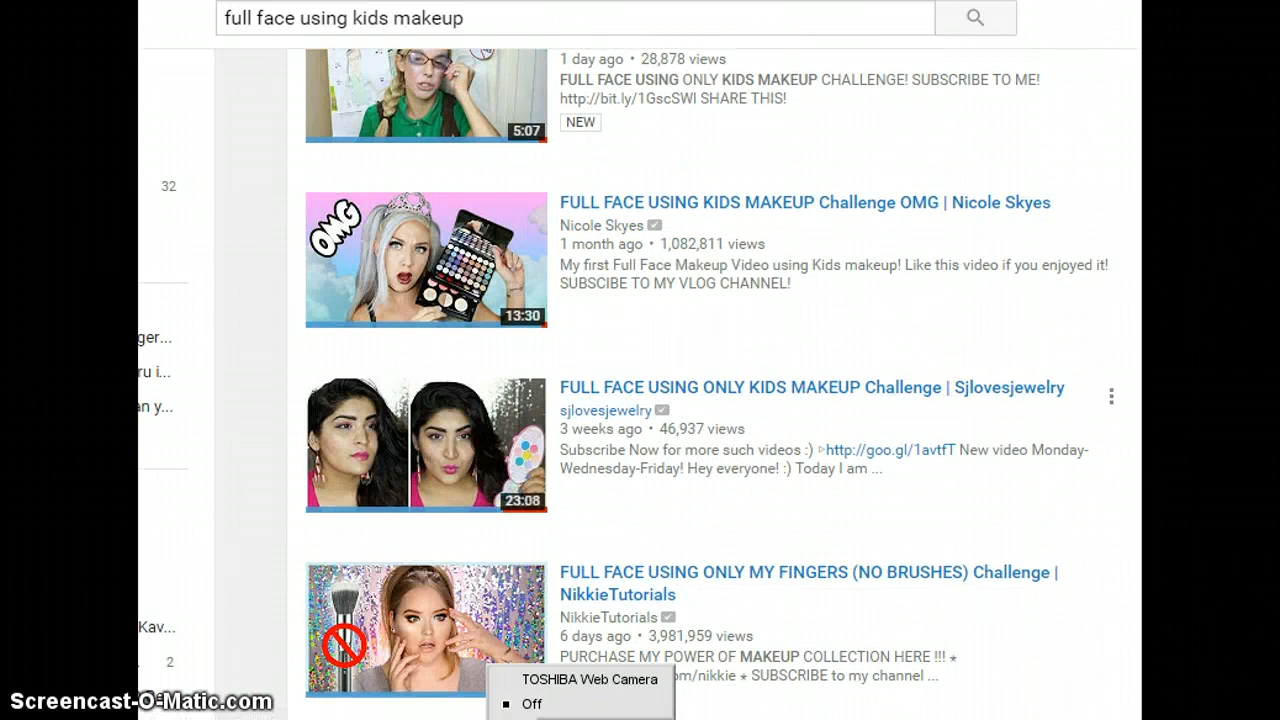 full face using kids makeup
1 day ago • 28,878 views
FULL FACE USING ONLY KIDS MAKEUP CHALLENGE! SUBSCRIBE TO ME!
http://bit.ly/1GscSWI SHARE THIS!
NEW
5:07
32
OMG
13:30
FULL FACE USING KIDS MAKEUP Challenge OMG | Nicole Skyes
Nicole Skyes
1 month ago • 1,082,811 views
My first Full Face Makeup Video using Kids makeup! Like this video if you enjoyed it!
SUBSCIBE TO MY VLOG CHANNEL!
ger...
ru i...
an y...
23:08
FULL FACE USING ONLY KIDS MAKEUP Challenge | Sjlovesjewelry
sjlovesjewelry
3 weeks ago • 46,937 views
Subscribe Now for more such videos :) ▷http://goo.gl/1avtfT New video Monday-
Wednesday-Friday! Hey everyone! :) Today I am ...
FULL FACE USING ONLY MY FINGERS (NO BRUSHES) Challenge |
NikkieTutorials
NikkieTutorials
6 days ago • 3,981,959 views
PURCHASE MY POWER OF MAKEUP COLLECTION HERE !!! ⋆
om/nikkie ⋆ SUBSCRIBE to my channel ...
Kav...
2
TOSHIBA Web Camera
Off
Screencast-O-Matic.com